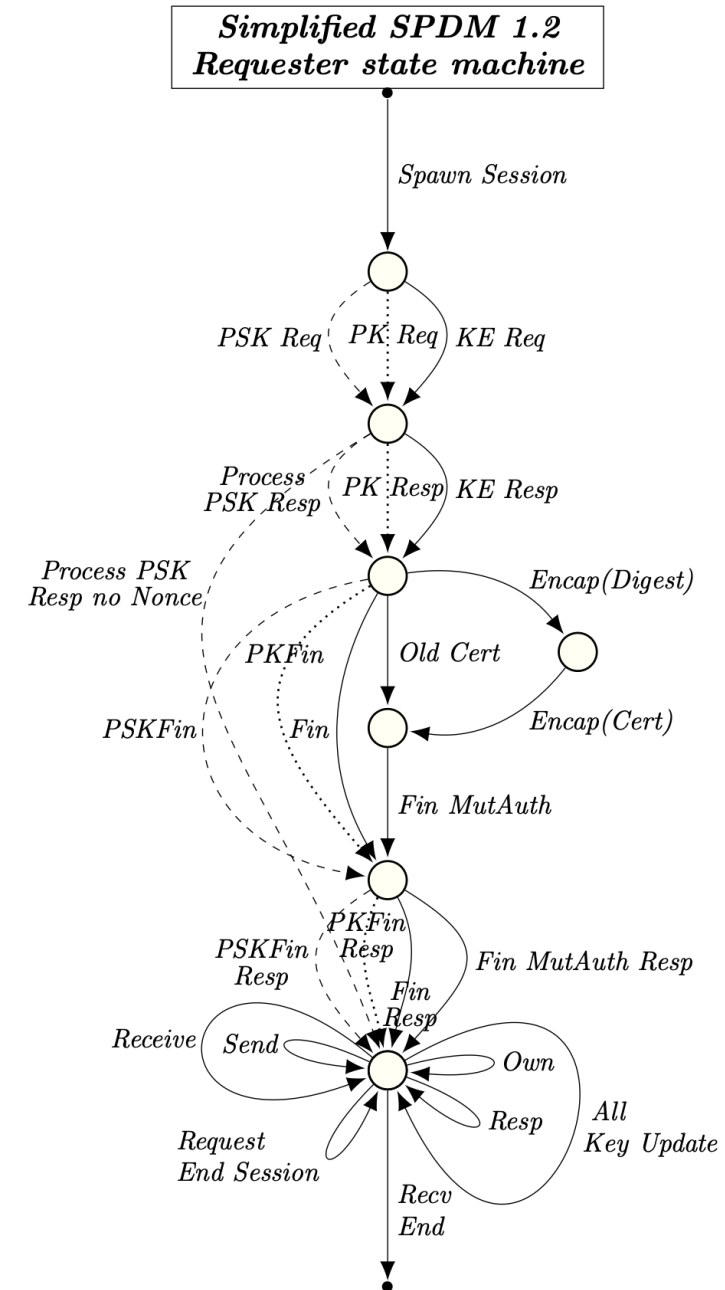 Simplified SPDM 1.2
Requester state machine
Spawn Session
PSK Req
PK Req
KE Req
Process
PSK Resp
PK Resp
KE Resp
Process PSK
Resp no Nonce
Encap(Digest)
PKFin
Old Cert
PSKFin
Fin
Encap(Cert)
Fin MutAuth
PKFin
Resp
PSKFin
Resp
Fin MutAuth Resp
Fin
Resp
Receive
Send
Own
Resp
All
Key Update
Request
End Session
Recv
End